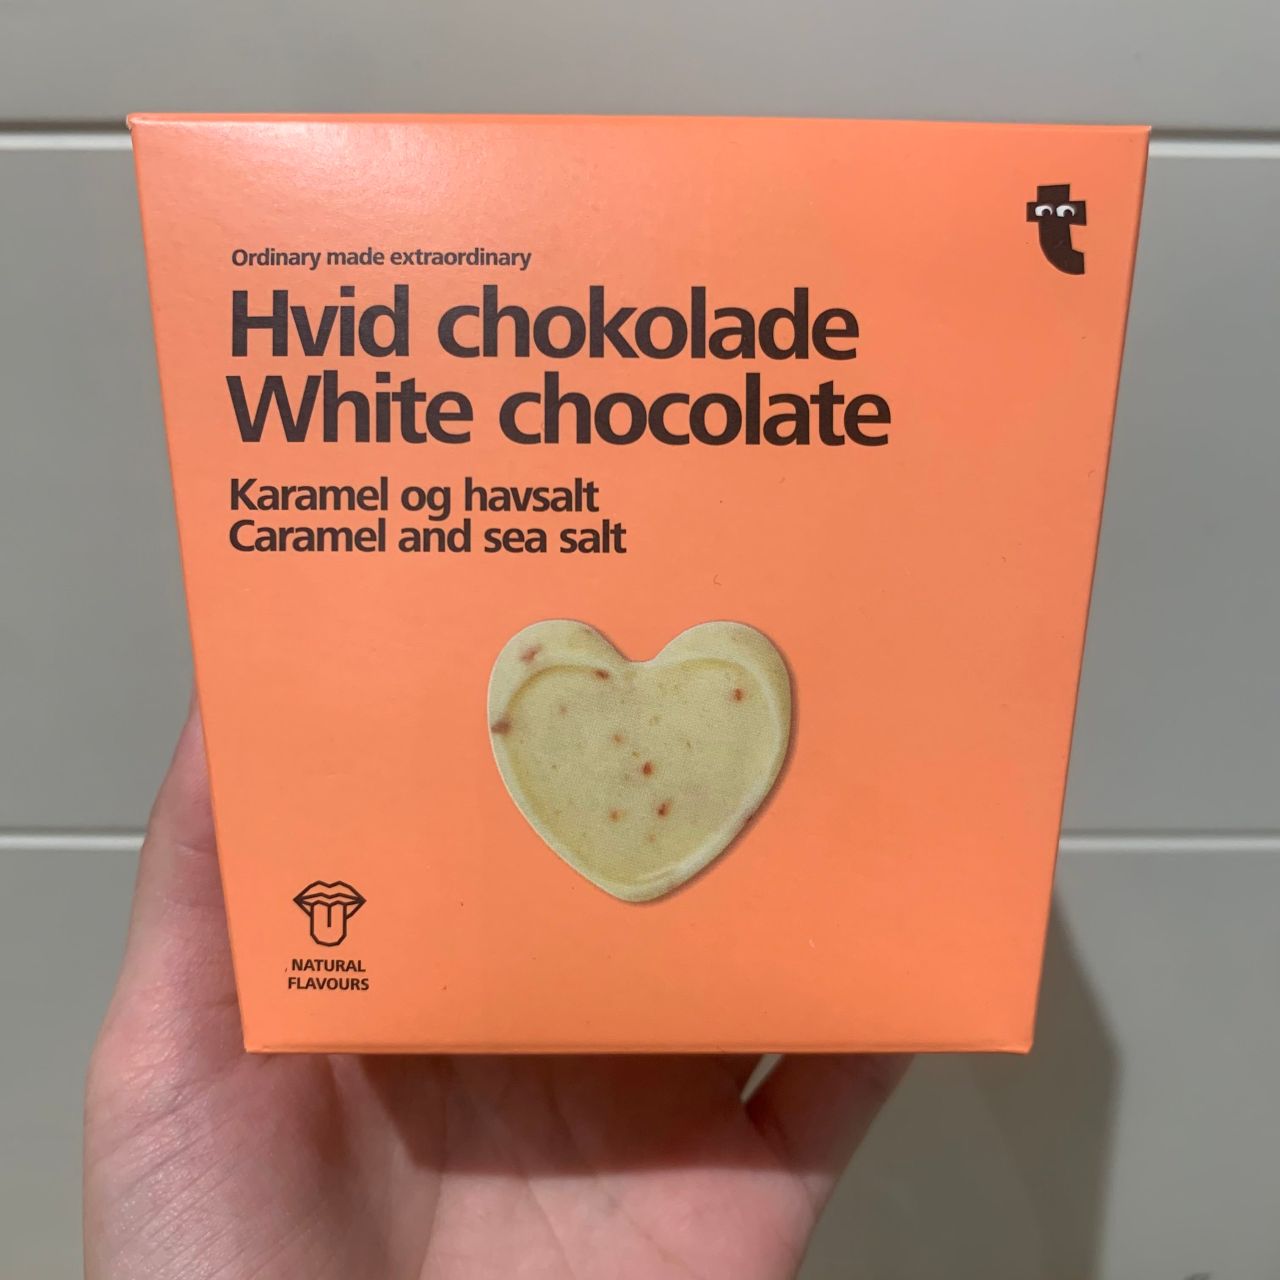 Ordinary made extraordinary
Hvid chokolade
White chocolate
Karamel og havsalt
Caramel and sea salt
NATURAL
FLAVOURS